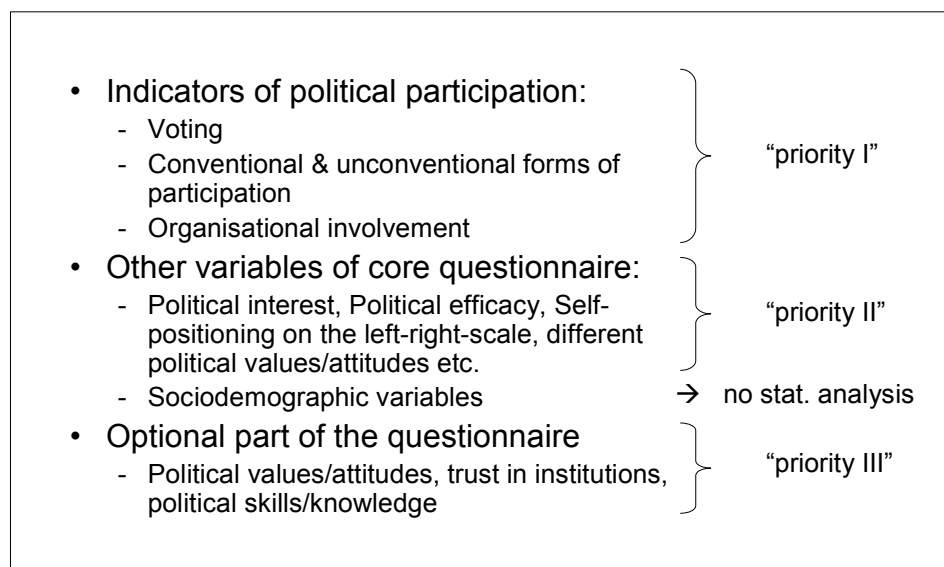 • Indicators of political participation:
- Voting
- Conventional & unconventional forms of
participation
- Organisational involvement
“priority I”
• Other variables of core questionnaire:
- Political interest, Political efficacy, Self-
positioning on the left-right-scale, different
political values/attitudes etc.
“priority II”
- Sociodemographic variables → no stat. analysis
• Optional part of the questionnaire
- Political values/attitudes, trust in institutions,
political skills/knowledge
“priority III”